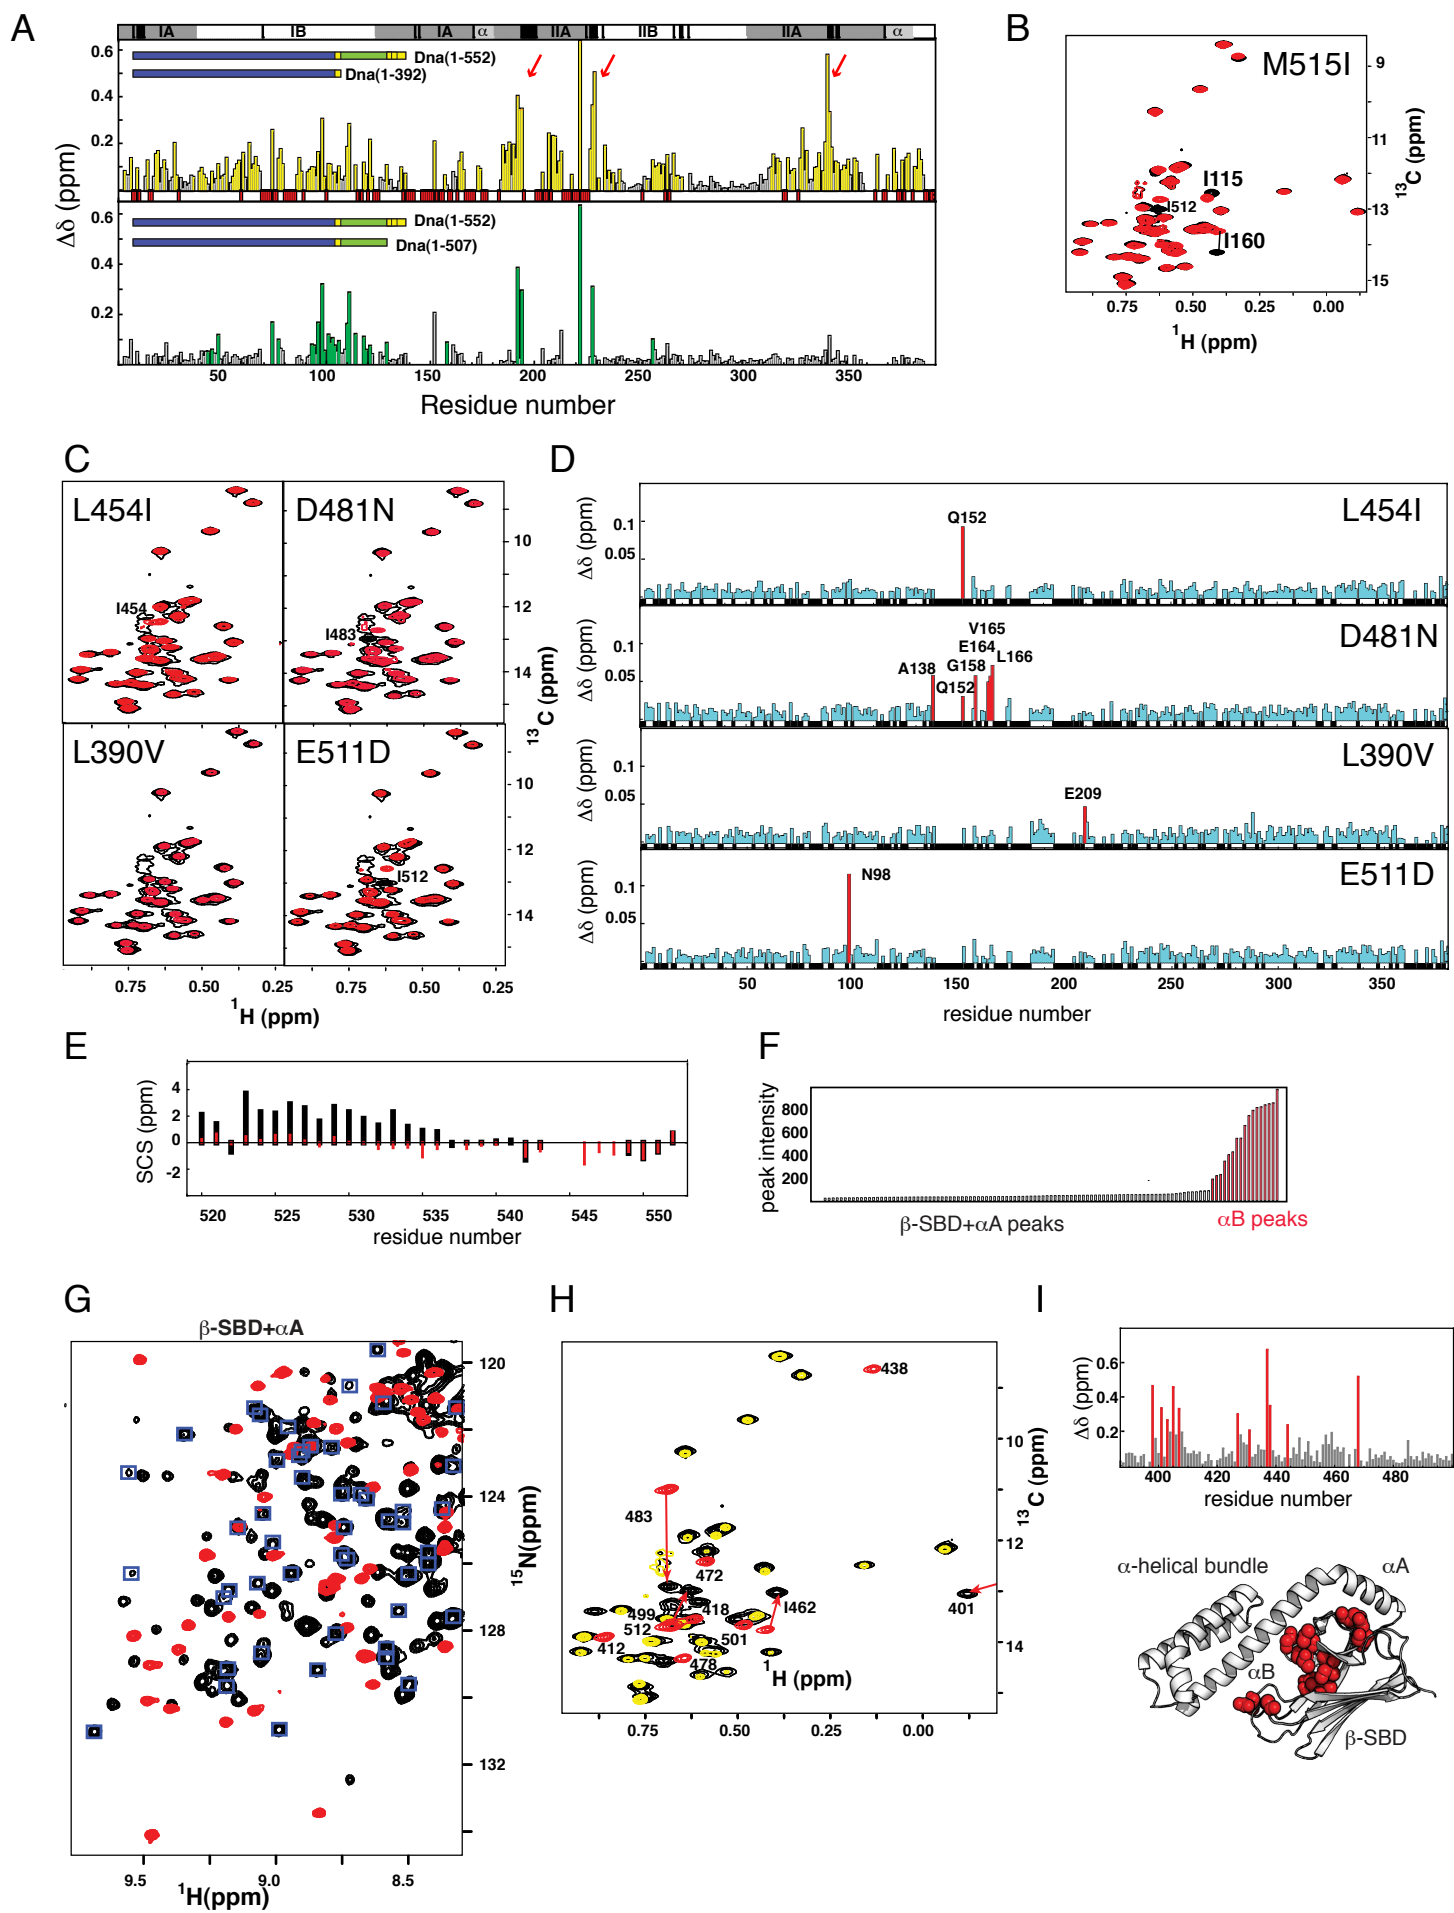 A
IA
IB
IA
α
IIA
IIB
IIA
α
0.6
0.4
0.2
Dna(1-552)
Dna(1-392)
Δδ (ppm)
0.6
0.4
0.2
Dna(1-552)
Dna(1-507)
50
100
150
200
250
300
350
Residue number
B
M515I
I115
I512
I160
9
11
13
15
13C (ppm)
0.75
0.50
0.25
0.00
1H (ppm)
C
L454I
I454
D481N
I483
L390V
E511D
I512
10
12
14
10
12
14
13C (ppm)
0.75
0.50
0.25
0.75
0.50
0.25
1H (ppm)
D
Δδ (ppm)
0.1
0.05
Q152
L454I
Δδ (ppm)
0.1
0.05
A138
Q152
G158
E164
V165
L166
D481N
Δδ (ppm)
0.1
0.05
E209
L390V
Δδ (ppm)
0.1
0.05
N98
E511D
50
100
150
200
250
300
350
residue number
E
SCS (ppm)
4
2
0
-2
520
525
530
535
540
545
550
residue number
F
peak intensity
800
600
400
200
β-SBD+αA peaks
αB peaks
G
β-SBD+αA
120
124
128
132
15N(ppm)
9.5
9.0
8.5
1H(ppm)
H
438
483
472
499
418
512
I462
401
412
501
478
10
12
14
13C (ppm)
1H (ppm)
0.75
0.50
0.25
0.00
I
Δδ (ppm)
0.6
0.4
0.2
400
420
440
460
480
residue number
α-helical bundle
αA
αB
β-SBD